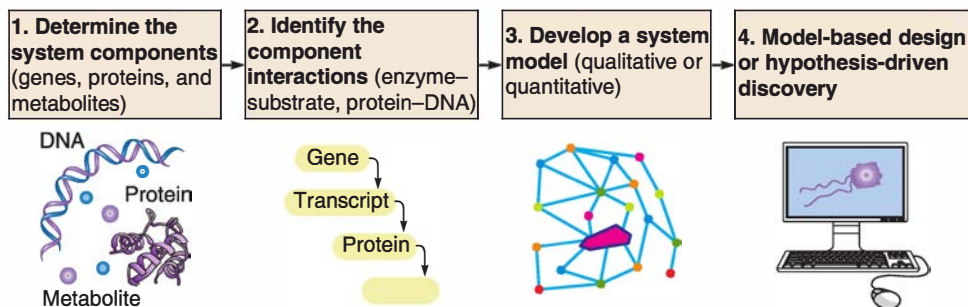 1. Determine the
system components
(genes, proteins, and
metabolites)
2. Identify the
component
interactions (enzyme–
substrate, protein–DNA)
3. Develop a system
model (qualitative or
quantitative)
4. Model-based design
or hypothesis-driven
discovery
DNA
Protein
Metabolite
Gene
Transcript
Protein